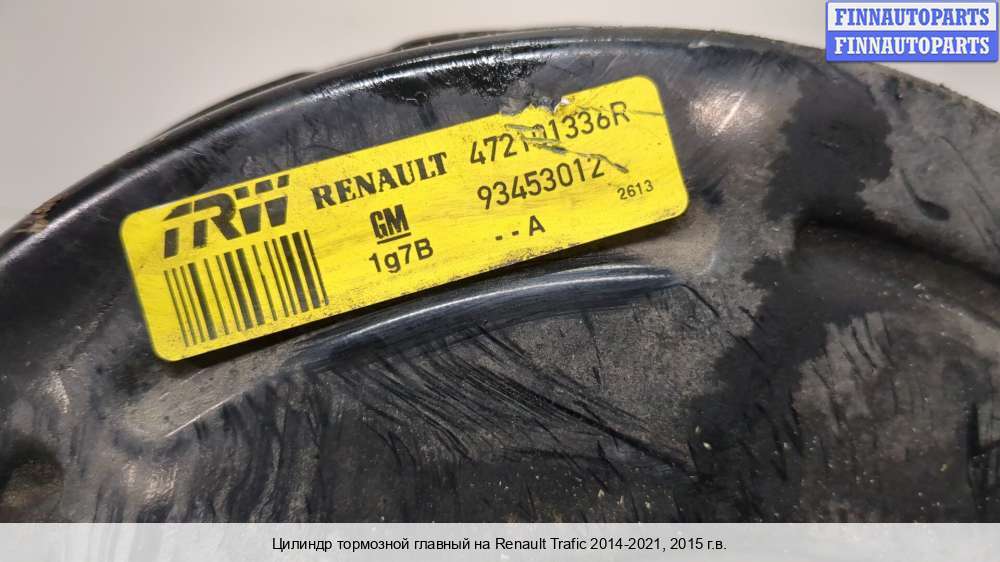 FINNAUTOPARTS
FINNAUTOPARTS
TRW RENAULT
93453012
2613
GM
1g7B
- - A
Цилиндр тормозной главный на Renault Trafic 2014-2021, 2015 г.в.